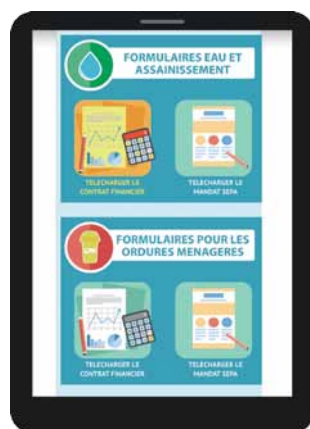 FORMULAIRES EAU ET
ASSAINISSEMENT
TELECHARGER LE
CONTRAT FINANCIER
TELECHARGER LE
MANDAT SEPA
FORMULAIRES POUR LES
ORDURES MENAGERES
TELECHARGER LE
CONTRAT FINANCIER
TELECHARGER LE
MANDAT SEPA